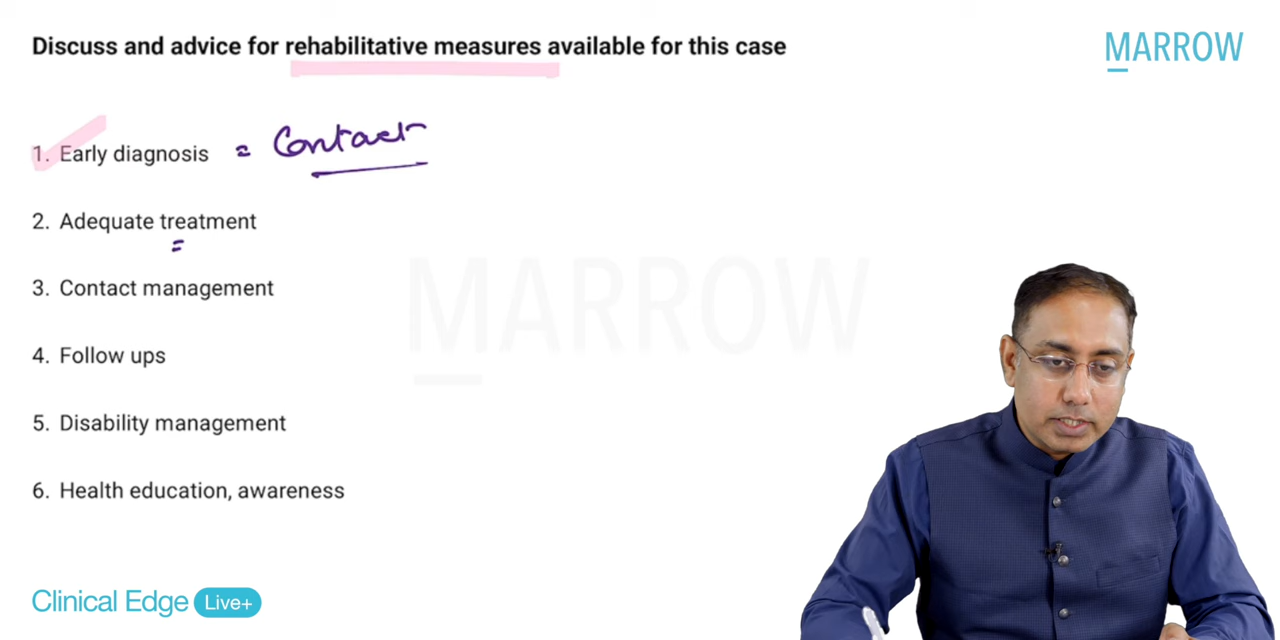 Discuss and advice for rehabilitative measures available for this case
MARROW
1. Early diagnosis = Contact
2. Adequate treatment
=
3. Contact management
MARROW
4. Follow ups
5. Disability management
6. Health education, awareness
Clinical Edge Live+